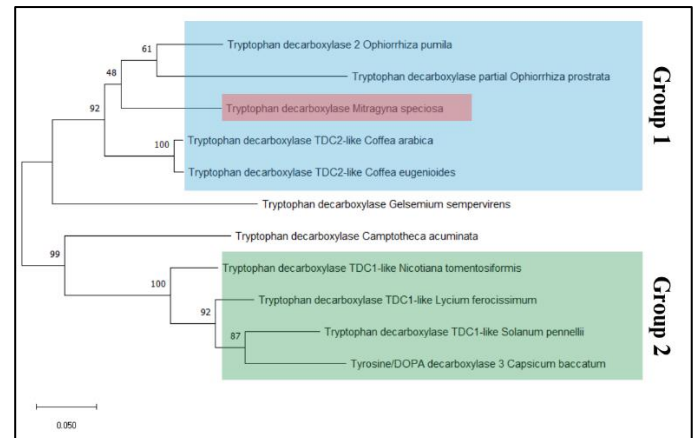 61
Tryptophan decarboxylase 2 Ophiorrhiza pumila
48
Tryptophan decarboxylase partial Ophiorrhiza prostrata
92
Tryptophan decarboxylase Mitragyna speciosa
100
Tryptophan decarboxylase TDC2-like Coffea arabica
Tryptophan decarboxylase TDC2-like Coffea eugenioides
Group 1
Tryptophan decarboxylase Gelsemium sempervirens
99
Tryptophan decarboxylase Camptotheca acuminata
100
Tryptophan decarboxylase TDC1-like Nicotiana tomentosiformis
92
Tryptophan decarboxylase TDC1-like Lycium ferocissimum
87
Tryptophan decarboxylase TDC1-like Solanum pennellii
Tyrosine/DOPA decarboxylase 3 Capsicum baccatum
Group 2
0.050